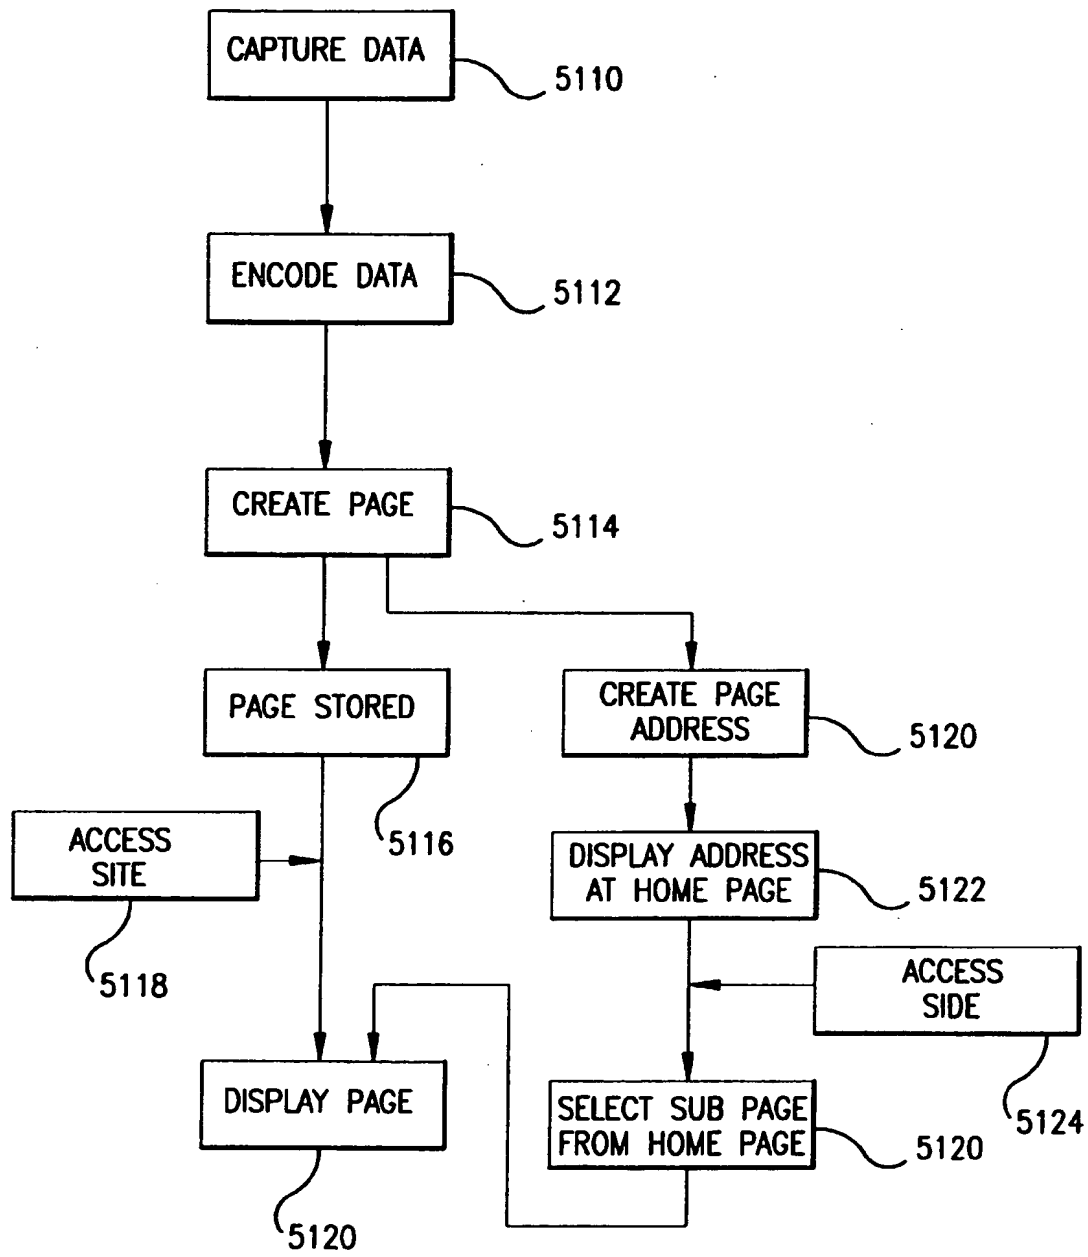 CAPTURE DATA
5110
ENCODE DATA
5112
CREATE PAGE
5114
PAGE STORED
5116
CREATE PAGE
ADDRESS
5120
ACCESS
SITE
5118
DISPLAY ADDRESS
AT HOME PAGE
5122
ACCESS
SIDE
5124
DISPLAY PAGE
5120
SELECT SUB PAGE
FROM HOME PAGE
5120